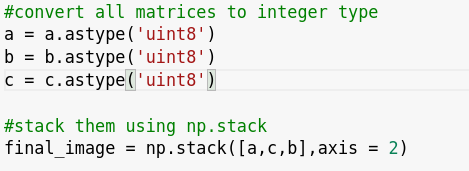 #convert all matrices to integer type
a = a.astype('uint8')
b = b.astype('uint8')
c = c.astype('uint8')
#stack them using np.stack
final_image = np.stack([a,c,b],axis = 2)